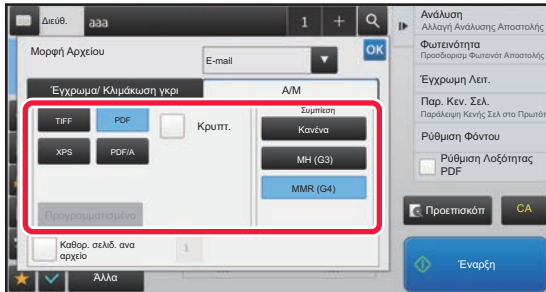 Διεύθ. aaa 1 +
Μορφή Αρχείου
E-mail
OK
Έγχρωμα/ Κλιμάκωση γκρι
Α/Μ
TIFF
PDF
Κρυπτ.
XPS
PDF/A
Προγραμματισμένο
Συμπίεση
Κανένα
MH (G3)
MMR (G4)
Καθορ. σελιδ. ανα
αρχείο
1
Άλλα
Ανάλυση
Αλλαγή Ανάλυσης Αποστολής
Φωτεινότητα
Προσδιορισμ Φωτεινότ Αποστολής
Έγχρωμη Λειτ.
Παρ. Κεν. Σελ.
Παράλειψη Κενής Σελ στο Πρωτότ
Ρύθμιση Φόντου
Ρύθμιση Λοξότητας
PDF
Προεπισκόπ
CA
Έναρξη